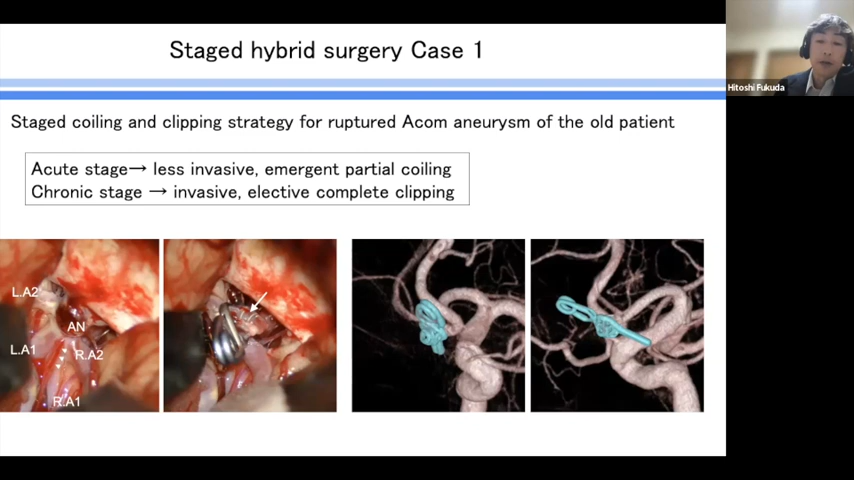 Staged hybrid surgery Case 1
Hitoshi Fukuda
Staged coiling and clipping strategy for ruptured Acom aneurysm of the old patient
Acute stage→ less invasive, emergent partial coiling
Chronic stage → invasive, elective complete clipping
L.A2
AN
L.A1
R.A2
R.A1